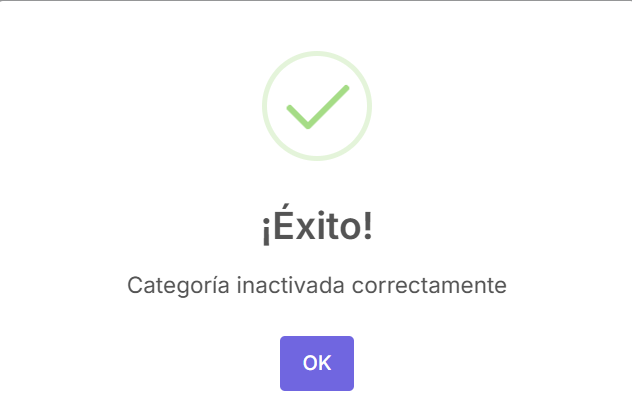 ¡Éxito!
Categoría inactivada correctamente
OK